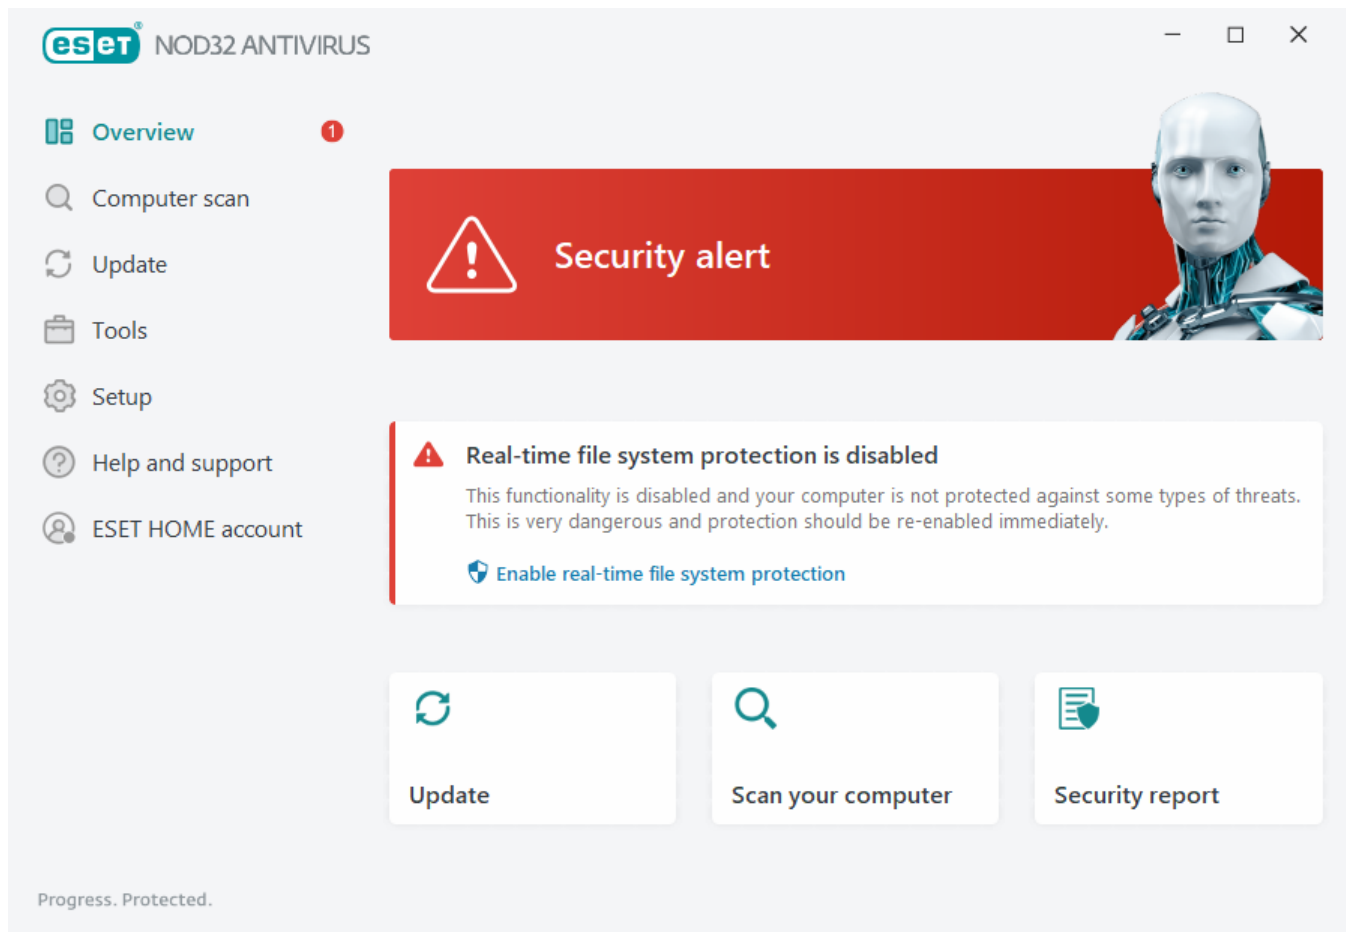 eset® NOD32 ANTIVIRUS
Overview 1
Computer scan
Update
Tools
Setup
Help and support
ESET HOME account
Security alert
Real-time file system protection is disabled
This functionality is disabled and your computer is not protected against some types of threats.
This is very dangerous and protection should be re-enabled immediately.
Enable real-time file system protection
Update
Scan your computer
Security report
Progress. Protected.